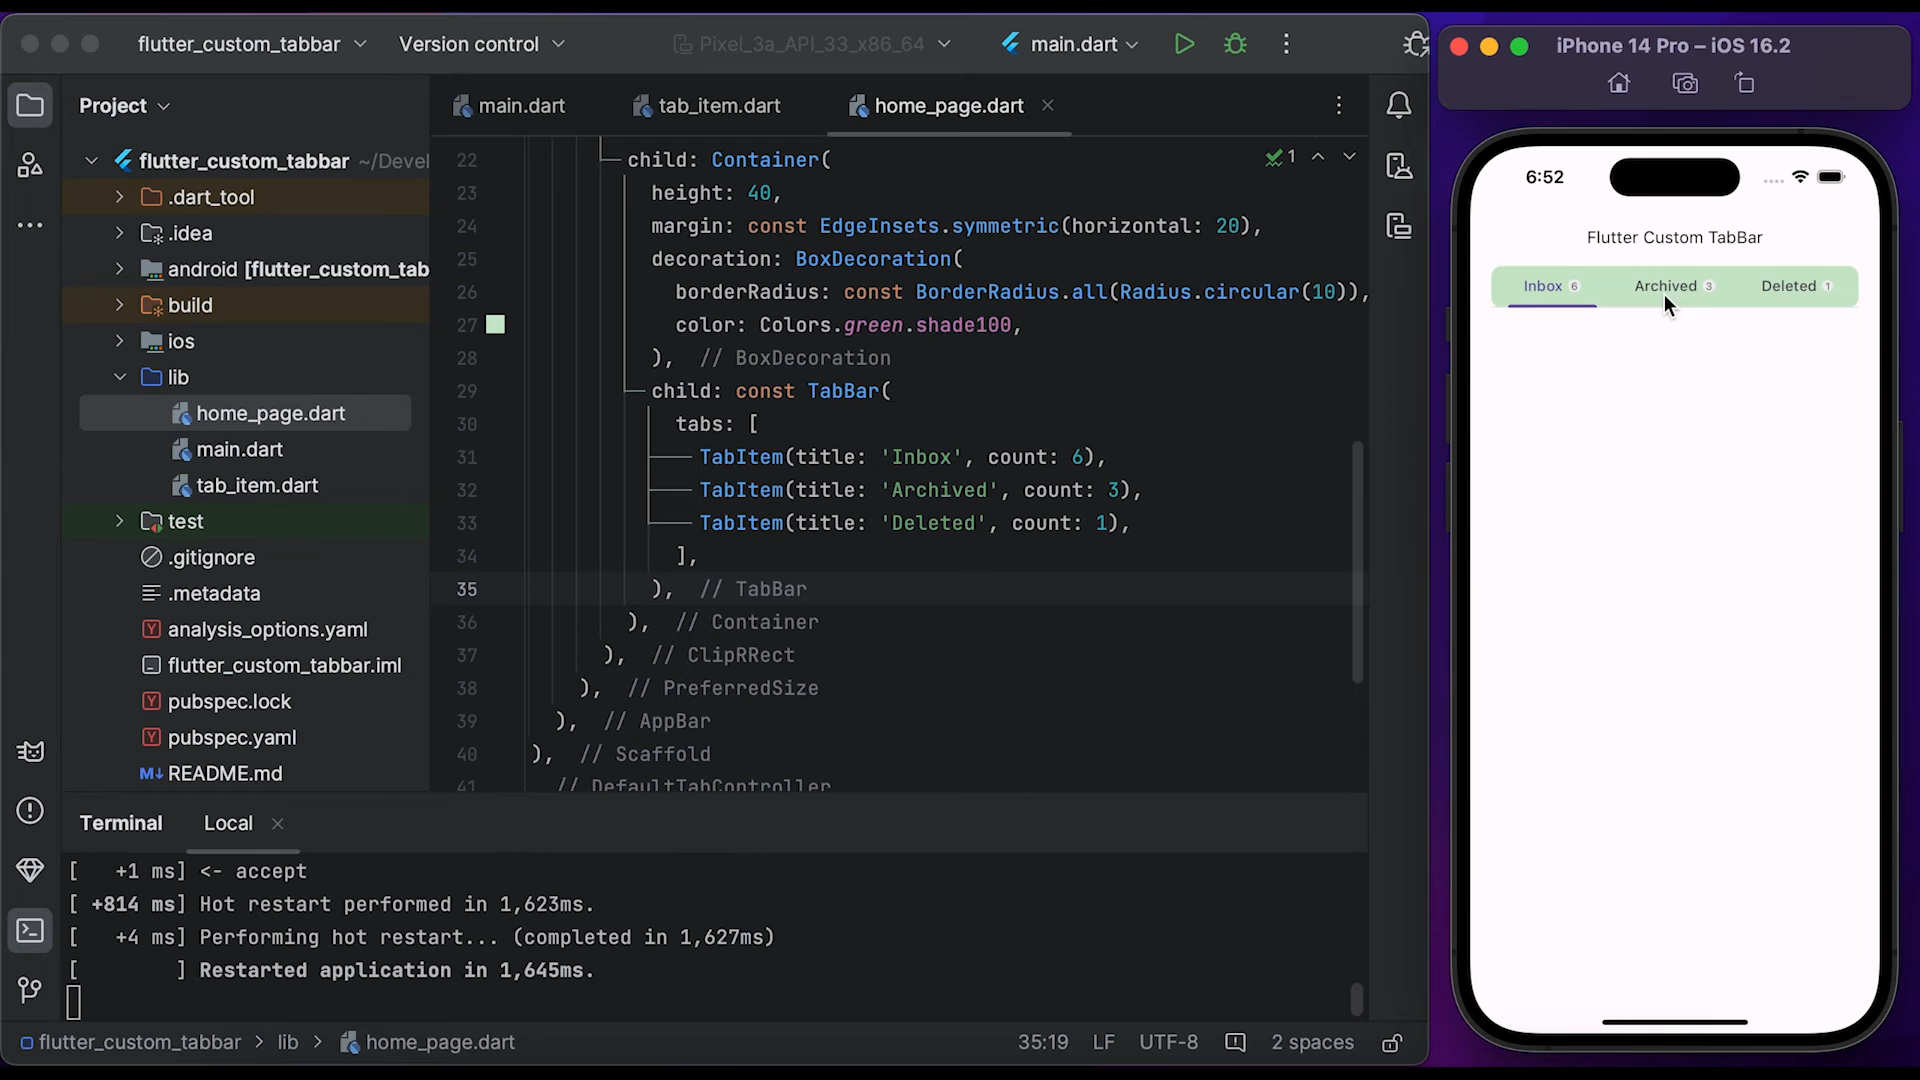 flutter_custom_tabbar
Version control
Pixel_3a_API_33_x86_64
main.dart
iPhone 14 Pro – iOS 16.2
Project
main.dart
tab_item.dart
home_page.dart
flutter_custom_tabbar ~/Devel
.dart_tool
.idea
android [flutter_custom_tab
build
ios
lib
home_page.dart
main.dart
tab_item.dart
test
.gitignore
.metadata
analysis_options.yaml
flutter_custom_tabbar.iml
pubspec.lock
pubspec.yaml
M↓ README.md
1
22 child: Container(
23 height: 40,
24 margin: const EdgeInsets.symmetric(horizontal: 20),
25 decoration: BoxDecoration(
26 borderRadius: const BorderRadius.all(Radius.circular(10)),
27 color: Colors.green.shade100,
28 ), // BoxDecoration
29 child: const TabBar(
30 tabs: [
31 TabItem(title: 'Inbox', count: 6),
32 TabItem(title: 'Archived', count: 3),
33 TabItem(title: 'Deleted', count: 1),
34 ],
35 ), // TabBar
36 ), // Container
37 ), // ClipRRect
38 ), // PreferredSize
39 ), // AppBar
40 ), // Scaffold
41 // DefaultTabController
Terminal Local
[ +1 ms] <- accept
[ +814 ms] Hot restart performed in 1,623ms.
[ +4 ms] Performing hot restart... (completed in 1,627ms)
[ ] Restarted application in 1,645ms.
flutter_custom_tabbar > lib > home_page.dart
35:19 LF UTF-8 2 spaces
6:52
Flutter Custom TabBar
Inbox 6 Archived 3 Deleted 1